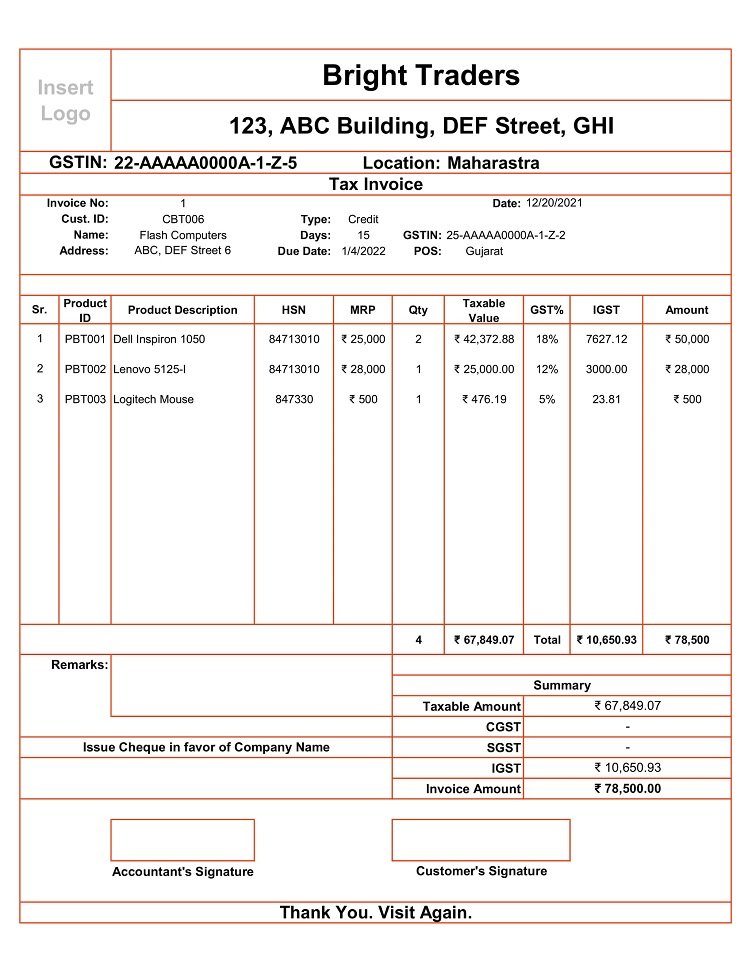 Insert
Logo
Bright Traders
123, ABC Building, DEF Street, GHI
GSTIN: 22-AAAAA0000A-1-Z-5 Location: Maharastra
Tax Invoice
Invoice No: 1 Date: 12/20/2021
Cust. ID: CBT006 Type: Credit
Name: Flash Computers Days: 15 GSTIN: 25-AAAAA0000A-1-Z-2
Address: ABC, DEF Street 6 Due Date: 1/4/2022 POS: Gujarat
Sr. Product ID Product Description HSN MRP Qty Taxable Value GST% IGST Amount
1 PBT001 Dell Inspiron 1050 84713010 ₹ 25,000 2 ₹ 42,372.88 18% 7627.12 ₹ 50,000
2 PBT002 Lenovo 5125-I 84713010 ₹ 28,000 1 ₹ 25,000.00 12% 3000.00 ₹ 28,000
3 PBT003 Logitech Mouse 847330 ₹ 500 1 ₹ 476.19 5% 23.81 ₹ 500
4 ₹ 67,849.07 Total ₹ 10,650.93 ₹ 78,500
Remarks:
Summary
Taxable Amount ₹ 67,849.07
CGST -
Issue Cheque in favor of Company Name SGST -
IGST ₹ 10,650.93
Invoice Amount ₹ 78,500.00
Accountant's Signature Customer's Signature
Thank You. Visit Again.